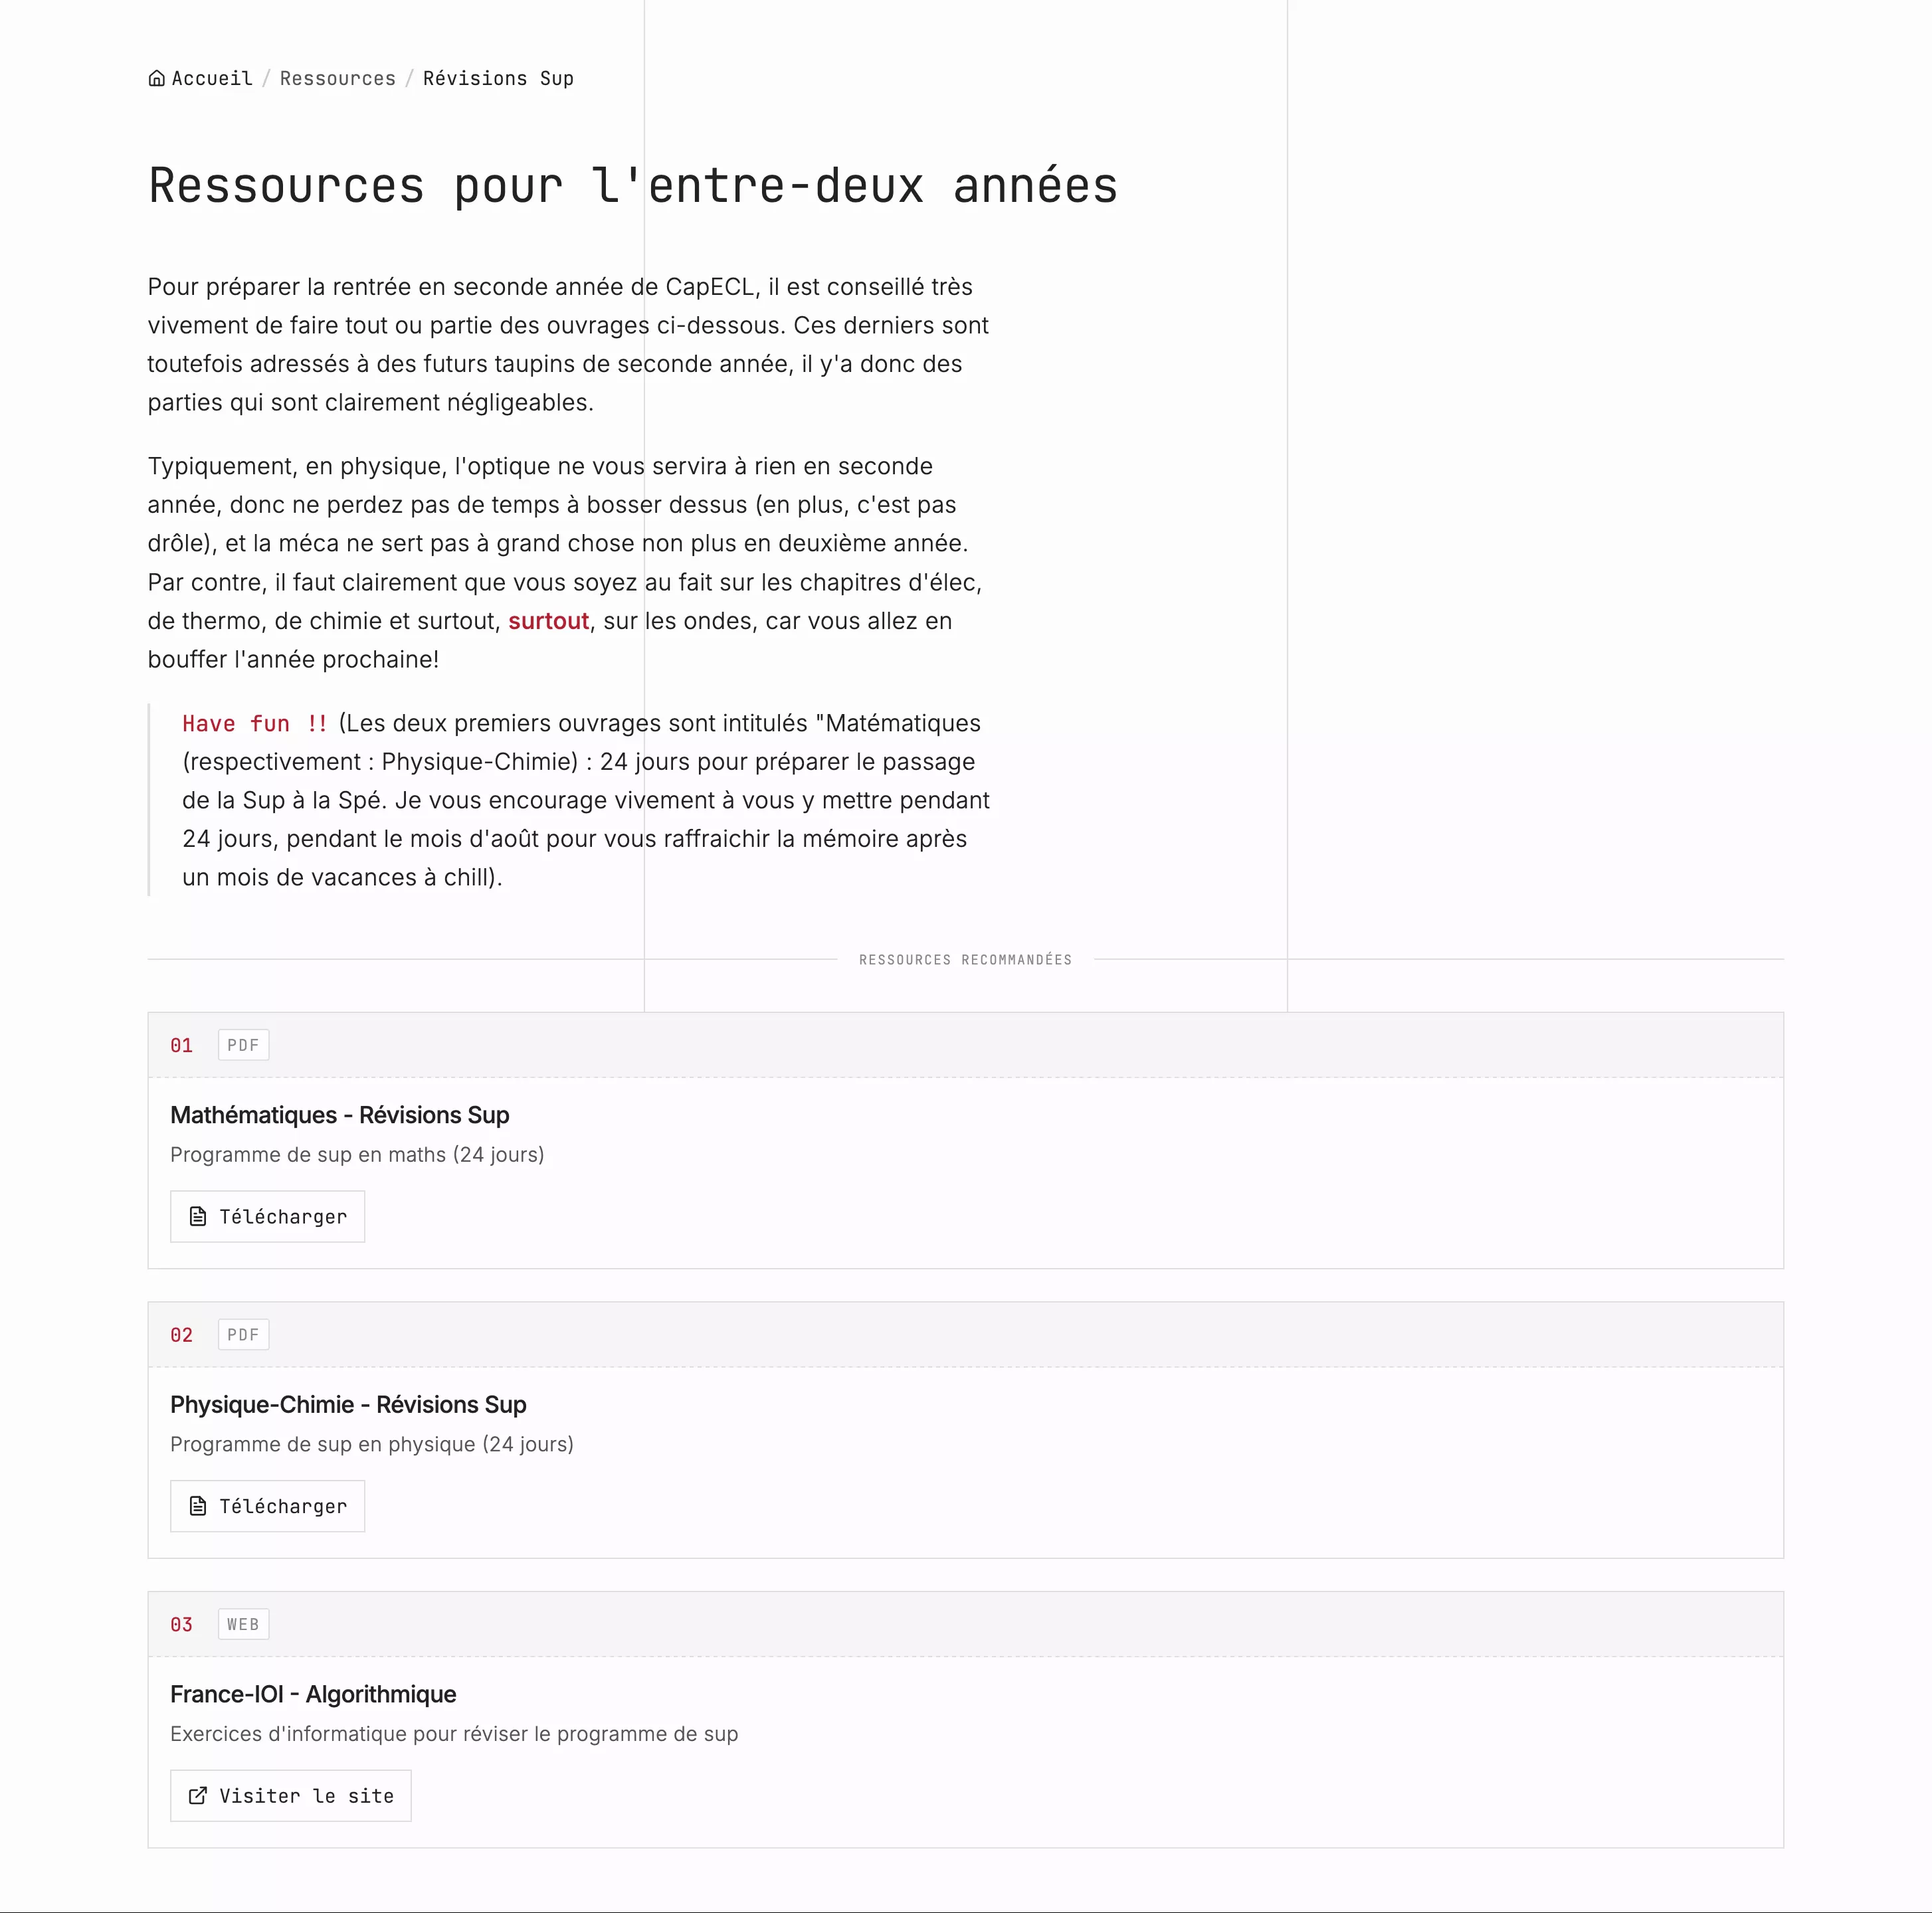 Accueil / Ressources / Révisions Sup
Ressources pour l'entre-deux années
Pour préparer la rentrée en seconde année de CapECL, il est conseillé très
vivement de faire tout ou partie des ouvrages ci-dessous. Ces derniers sont
toutefois adressés à des futurs taupins de seconde année, il y'a donc des
parties qui sont clairement négligeables.
Typiquement, en physique, l'optique ne vous servira à rien en seconde
année, donc ne perdez pas de temps à bosser dessus (en plus, c'est pas
drôle), et la méca ne sert pas à grand chose non plus en deuxième année.
Par contre, il faut clairement que vous soyez au fait sur les chapitres d'élec,
de thermo, de chimie et surtout, surtout, sur les ondes, car vous allez en
bouffer l'année prochaine!
Have fun !! (Les deux premiers ouvrages sont intitulés "Matématiques
(respectivement : Physique-Chimie) : 24 jours pour préparer le passage
de la Sup à la Spé. Je vous encourage vivement à vous y mettre pendant
24 jours, pendant le mois d'août pour vous raffraichir la mémoire après
un mois de vacances à chill).
RESSOURCES RECOMMANDÉES
01 PDF
Mathématiques - Révisions Sup
Programme de sup en maths (24 jours)
Télécharger
02 PDF
Physique-Chimie - Révisions Sup
Programme de sup en physique (24 jours)
Télécharger
03 WEB
France-IOI - Algorithmique
Exercices d'informatique pour réviser le programme de sup
Visiter le site